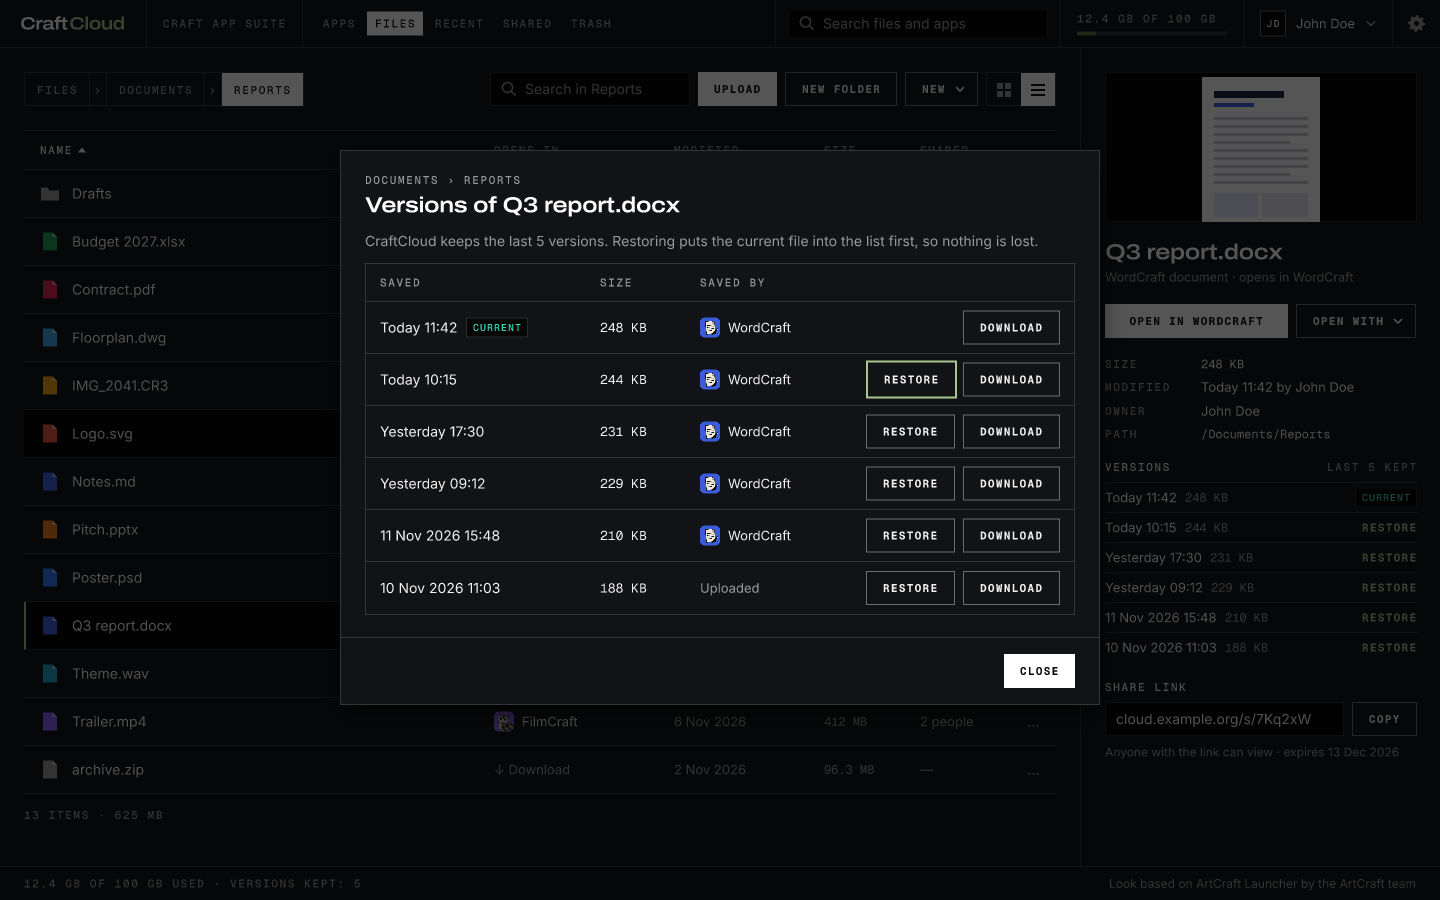 CraftCloud
CRAFT APP SUITE
APPS FILES RECENT SHARED TRASH
Search files and apps
12.4 GB OF 100 GB
JD John Doe
FILES › DOCUMENTS › REPORTS
Search in Reports
UPLOAD
NEW FOLDER
NEW
NAME OPENS IN MODIFIED SIZE SHARED
Drafts
Budget 2027.xlsx
Contract.pdf
Floorplan.dwg
IMG_2041.CR3
Logo.svg
Notes.md
Pitch.pptx
Poster.psd
Q3 report.docx
Theme.wav
Trailer.mp4 FilmCraft 6 Nov 2026 412 MB 2 people ...
archive.zip ↓ Download 2 Nov 2026 96.3 MB — ...
13 ITEMS · 625 MB
DOCUMENTS › REPORTS
Versions of Q3 report.docx
CraftCloud keeps the last 5 versions. Restoring puts the current file into the list first, so nothing is lost.
SAVED SIZE SAVED BY
Today 11:42 CURRENT 248 KB WordCraft DOWNLOAD
Today 10:15 244 KB WordCraft RESTORE DOWNLOAD
Yesterday 17:30 231 KB WordCraft RESTORE DOWNLOAD
Yesterday 09:12 229 KB WordCraft RESTORE DOWNLOAD
11 Nov 2026 15:48 210 KB WordCraft RESTORE DOWNLOAD
10 Nov 2026 11:03 188 KB Uploaded RESTORE DOWNLOAD
CLOSE
Q3 report.docx
WordCraft document · opens in WordCraft
OPEN IN WORDCRAFT
OPEN WITH
SIZE 248 KB
MODIFIED Today 11:42 by John Doe
OWNER John Doe
PATH /Documents/Reports
VERSIONS LAST 5 KEPT
Today 11:42 248 KB CURRENT
Today 10:15 244 KB RESTORE
Yesterday 17:30 231 KB RESTORE
Yesterday 09:12 229 KB RESTORE
11 Nov 2026 15:48 210 KB RESTORE
10 Nov 2026 11:03 188 KB RESTORE
SHARE LINK
cloud.example.org/s/7Kq2xW COPY
Anyone with the link can view · expires 13 Dec 2026
12.4 GB OF 100 GB USED · VERSIONS KEPT: 5
Look based on ArtCraft Launcher by the ArtCraft team